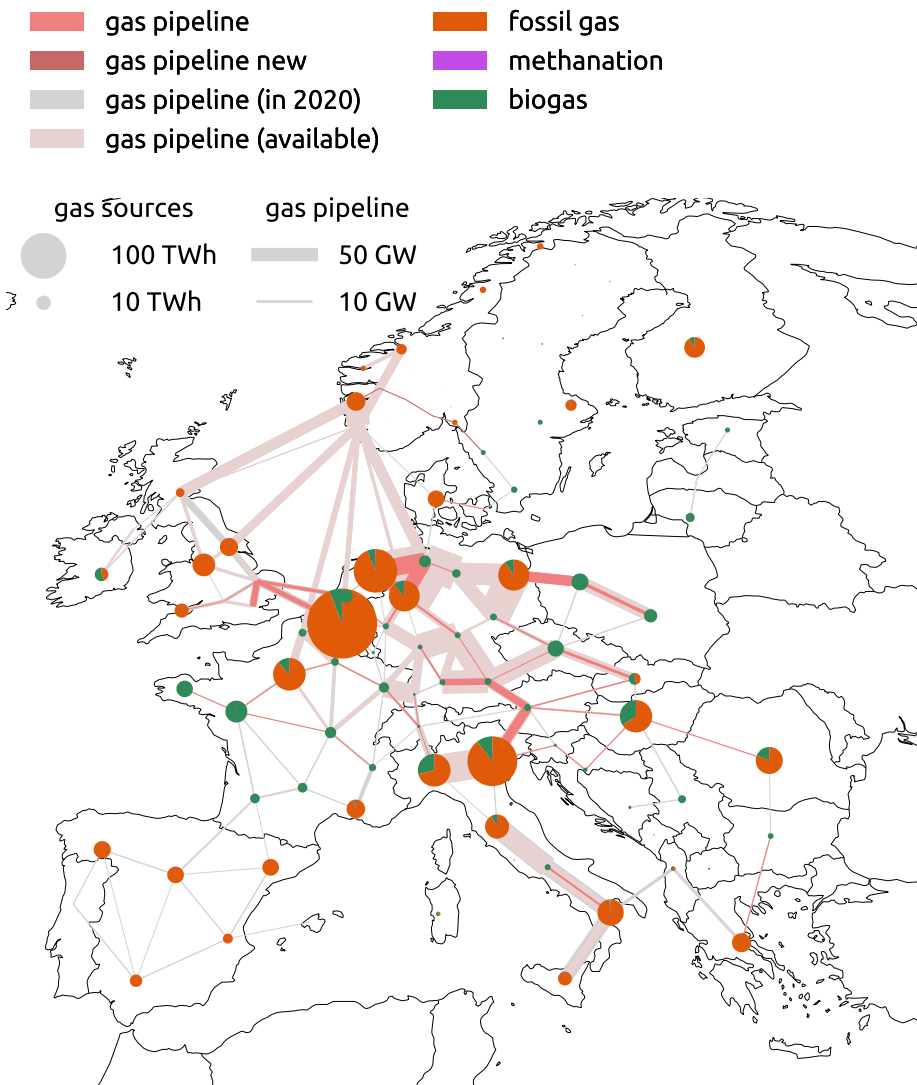 gas pipeline
gas pipeline new
gas pipeline (in 2020)
gas pipeline (available)
fossil gas
methanation
biogas
gas sources
100 TWh
10 TWh
gas pipeline
50 GW
10 GW